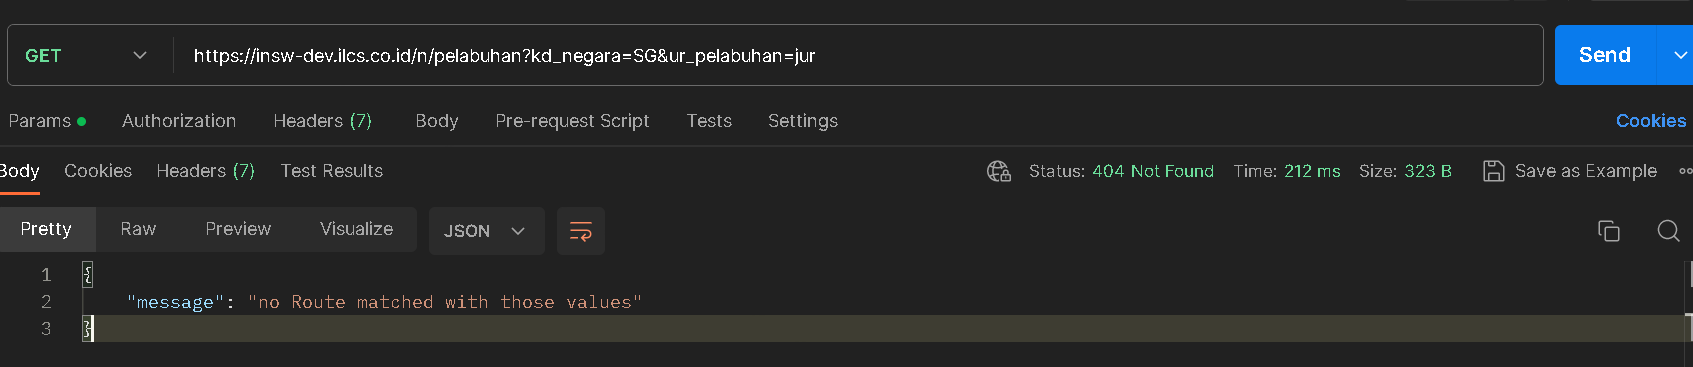 GET https://insw-dev.ilcs.co.id/n/pelabuhan?kd_negara=SG&ur_pelabuhan=jur Send
Params Authorization Headers (7) Body Pre-request Script Tests Settings Cookies
Body Cookies Headers (7) Test Results Status: 404 Not Found Time: 212 ms Size: 323 B Save as Example
Pretty Raw Preview Visualize JSON
1 {
2 "message": "no Route matched with those values"
3 }